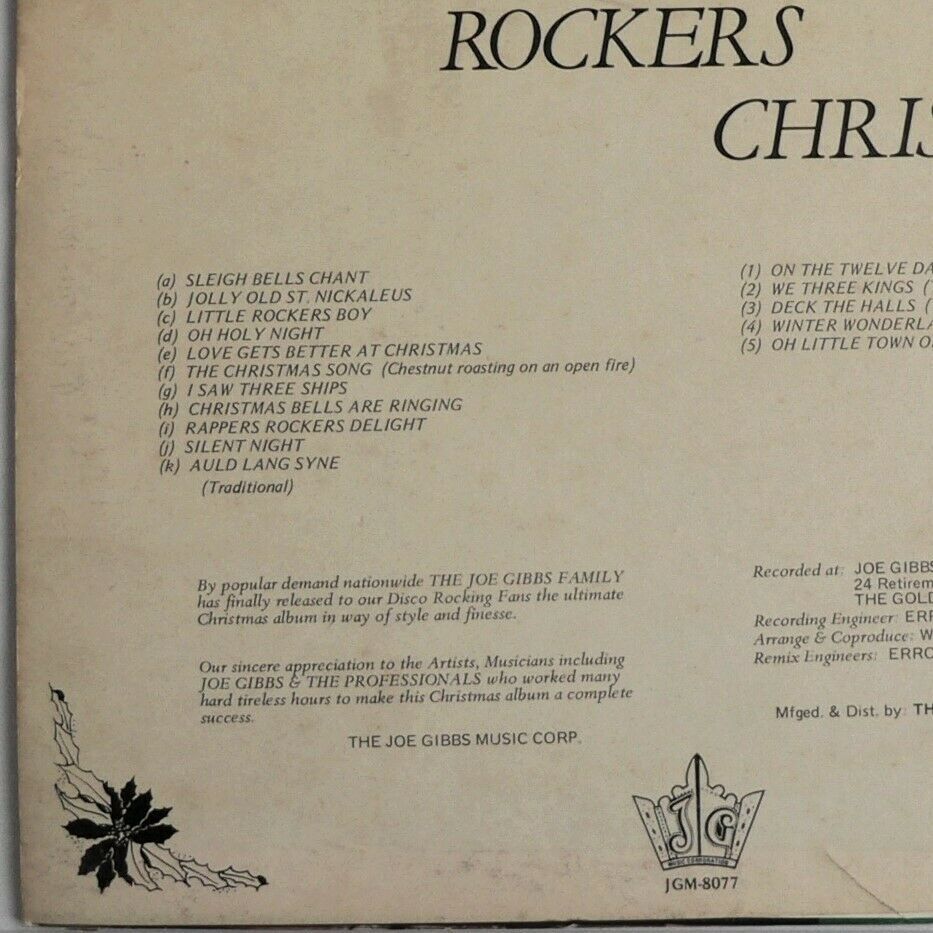 ROCKERS
CHRIS
(a) SLEIGH BELLS CHANT
(b) JOLLY OLD ST. NICKALEUS
(c) LITTLE ROCKERS BOY
(d) OH HOLY NIGHT
(e) LOVE GETS BETTER AT CHRISTMAS
(f) THE CHRISTMAS SONG (Chestnut roasting on an open fire)
(g) I SAW THREE SHIPS
(h) CHRISTMAS BELLS ARE RINGING
(i) RAPPERS ROCKERS DELIGHT
(j) SILENT NIGHT
(k) AULD LANG SYNE
(Traditional)
(1) ON THE TWELVE DA
(2) WE THREE KINGS (
(3) DECK THE HALLS (
(4) WINTER WONDERLA
(5) OH LITTLE TOWN O
By popular demand nationwide THE JOE GIBBS FAMILY
has finally released to our Disco Rocking Fans the ultimate
Christmas album in way of style and finesse.
Our sincere appreciation to the Artists, Musicians including
JOE GIBBS & THE PROFESSIONALS who worked many
hard tireless hours to make this Christmas album a complete
success.
THE JOE GIBBS MUSIC CORP.
Recorded at: JOE GIBBS
24 Retirem
THE GOLD
Recording Engineer: ERR
Arrange & Coproduce: W
Remix Engineers: ERRO
Mfged. & Dist. by: TH
JG
MUSIC CORPORATION
JGM-8077